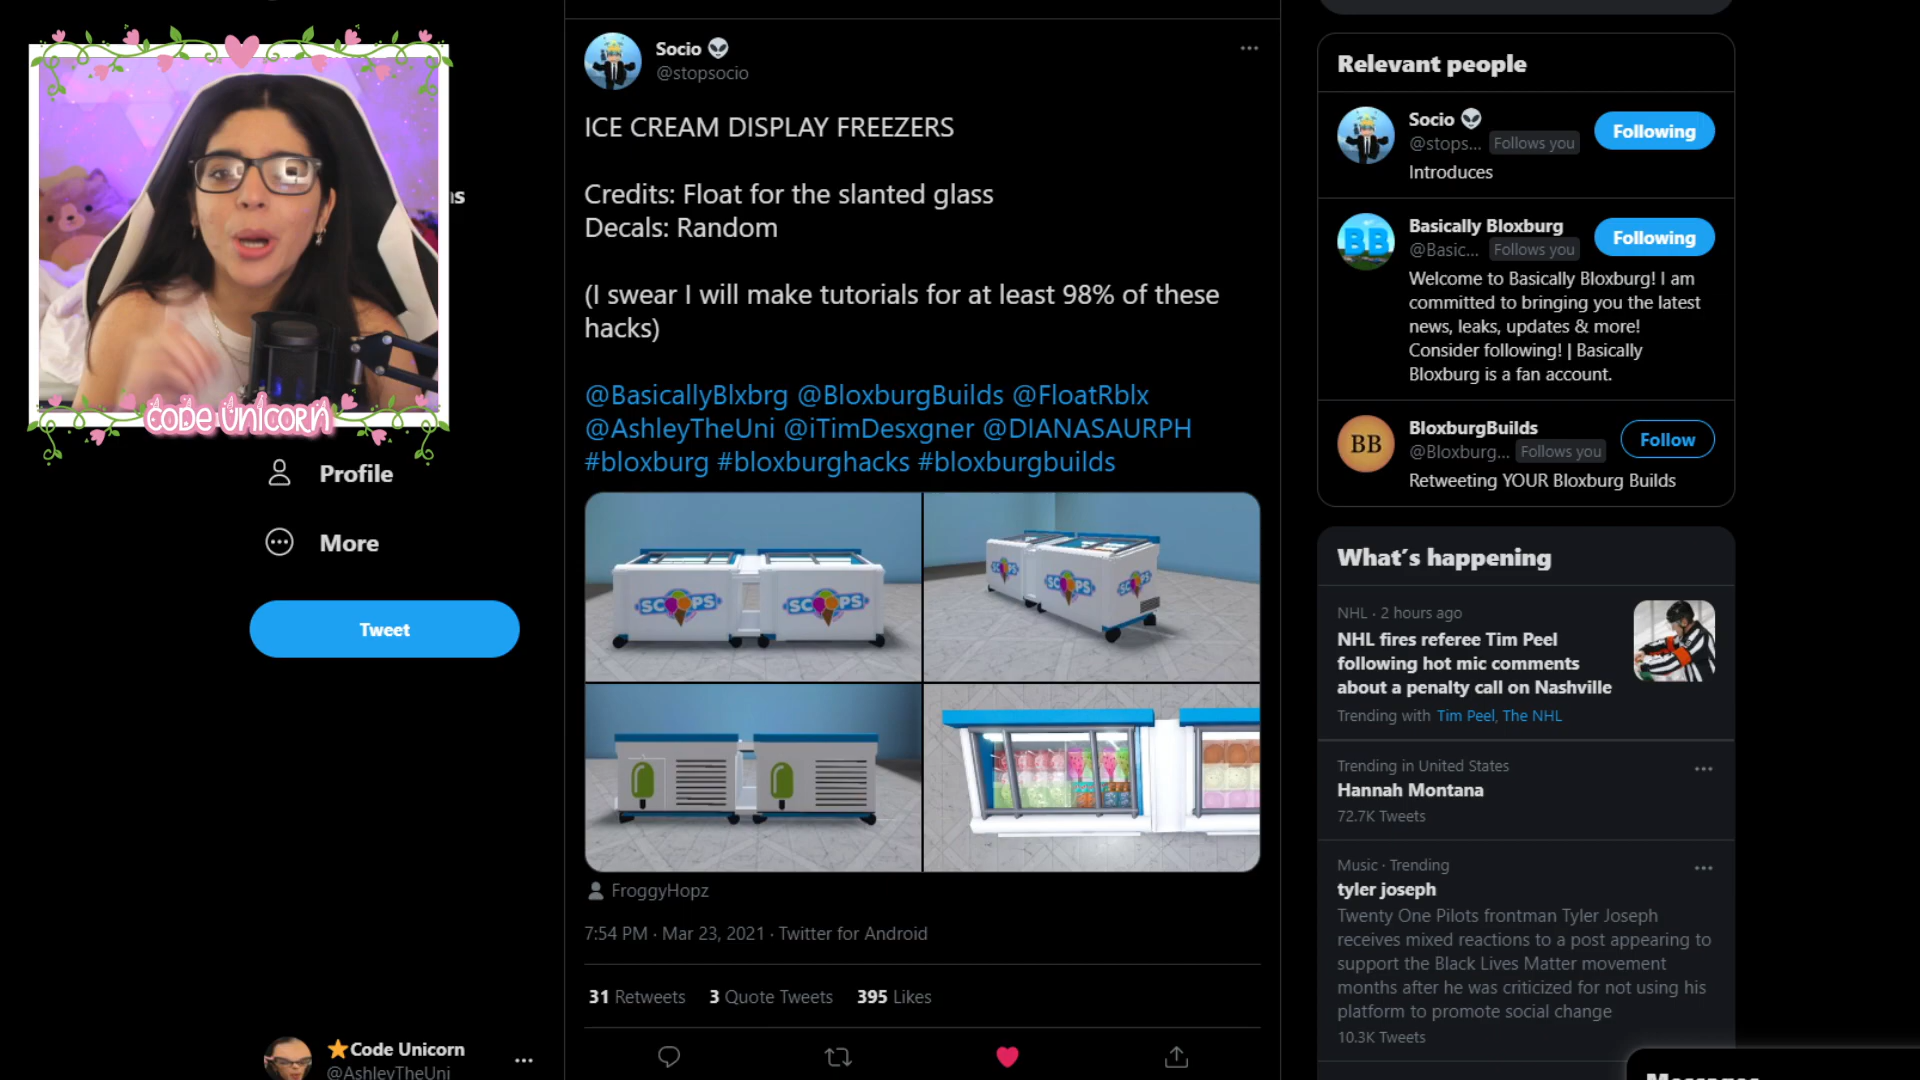 CODE UNICORN
Profile
More
Tweet
⭐Code Unicorn
@AshleyTheUni
Socio 👽
@stopsocio
ICE CREAM DISPLAY FREEZERS
Credits: Float for the slanted glass
Decals: Random
(I swear I will make tutorials for at least 98% of these
hacks)
@BasicallyBlxbrg @BloxburgBuilds @FloatRblx
@AshleyTheUni @iTimDesxgner @DIANASAURPH
#bloxburg #bloxburghacks #bloxburgbuilds
SCOOPS SCOOPS
SCOOPS SCOOPS SCOOPS
FroggyHopz
7:54 PM · Mar 23, 2021 · Twitter for Android
31 Retweets 3 Quote Tweets 395 Likes
Relevant people
Socio 👽
@stops... Follows you
Following
Introduces
Basically Bloxburg
@Basic... Follows you
Following
Welcome to Basically Bloxburg! I am
committed to bringing you the latest
news, leaks, updates & more!
Consider following! | Basically
Bloxburg is a fan account.
BB
BloxburgBuilds
@Bloxburg... Follows you
Follow
Retweeting YOUR Bloxburg Builds
What's happening
NHL · 2 hours ago
NHL fires referee Tim Peel
following hot mic comments
about a penalty call on Nashville
Trending with Tim Peel, The NHL
Trending in United States
Hannah Montana
72.7K Tweets
Music · Trending
tyler joseph
Twenty One Pilots frontman Tyler Joseph
receives mixed reactions to a post appearing to
support the Black Lives Matter movement
months after he was criticized for not using his
platform to promote social change
10.3K Tweets